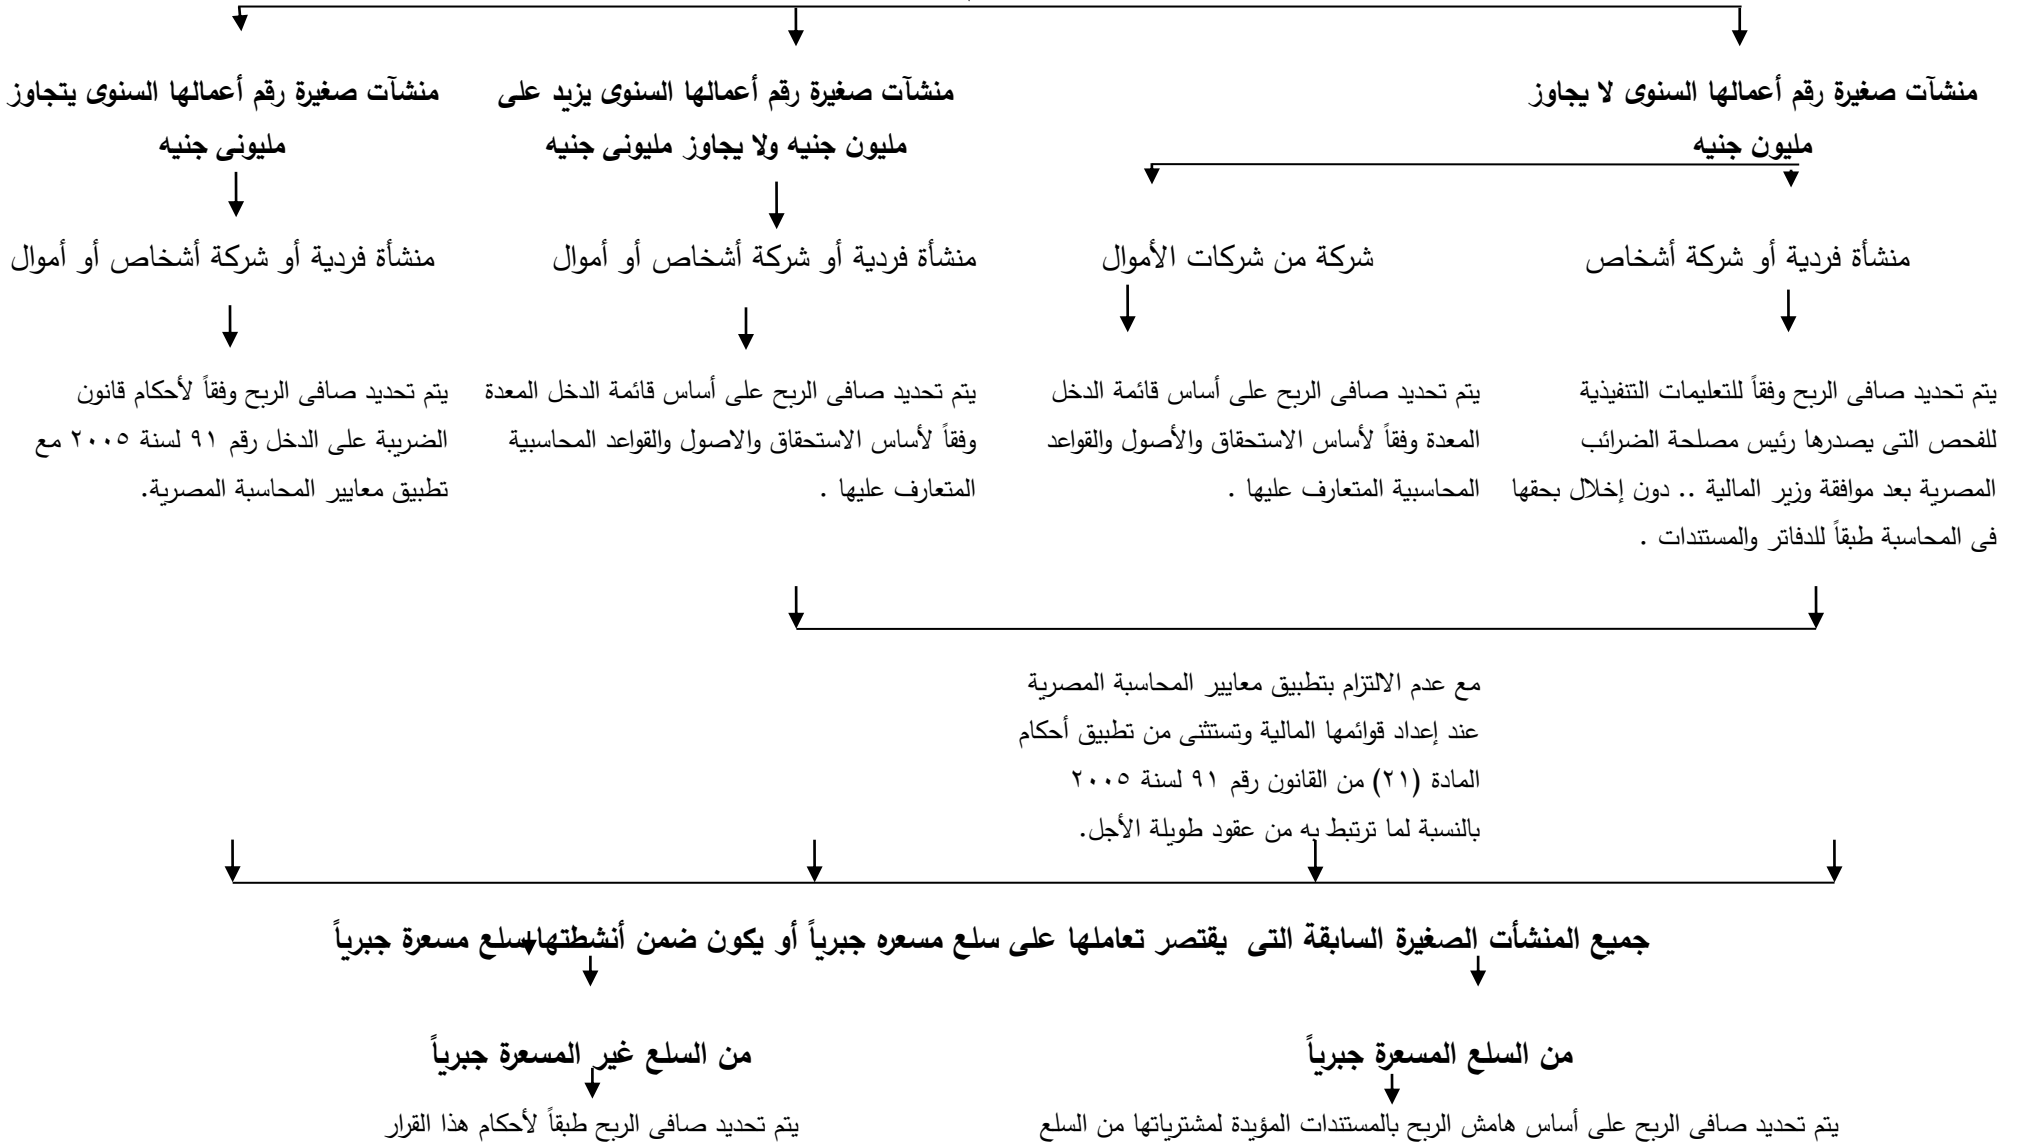 منشآت صغيرة رقم أعمالها السنوى لا يجاوز
مليون جنيه
منشآت صغيرة رقم أعمالها السنوى يزيد على
مليون جنيه ولا يجاوز مليونى جنيه
منشآت صغيرة رقم أعمالها السنوى يتجاوز
مليونى جنيه
منشأة فردية أو شركة أشخاص
شركة من شركات الأموال
منشأة فردية أو شركة أشخاص أو أموال
منشأة فردية أو شركة أشخاص أو أموال
يتم تحديد صافى الربح وفقاً للتعليمات التنفيذية
للفحص التى يصدرها رئيس مصلحة الضرائب
المصرية بعد موافقة وزير المالية .. دون إخلال بحقها
فى المحاسبة طبقاً للدفاتر والمستندات .
يتم تحديد صافى الربح على أساس قائمة الدخل
المعدة وفقاً لأساس الاستحقاق والأصول والقواعد
المحاسبية المتعارف عليها .
يتم تحديد صافى الربح على أساس قائمة الدخل المعدة
وفقاً لأساس الاستحقاق والاصول والقواعد المحاسبية
المتعارف عليها .
يتم تحديد صافى الربح وفقاً لأحكام قانون
الضريبة على الدخل رقم ٩١ لسنة ٢٠٠٥ مع
تطبيق معايير المحاسبة المصرية.
مع عدم الالتزام بتطبيق معايير المحاسبة المصرية
عند إعداد قوائمها المالية وتستثنى من تطبيق أحكام
المادة (٢١) من القانون رقم ٩١ لسنة ٢٠٠٥
بالنسبة لما ترتبط به من عقود طويلة الأجل.
جميع المنشأت الصغيرة السابقة التى يقتصر تعاملها على سلع مسعره جبرياً أو يكون ضمن أنشطتها سلع مسعرة جبرياً
من السلع المسعرة جبرياً
من السلع غير المسعرة جبرياً
يتم تحديد صافى الربح على أساس هامش الربح بالمستندات المؤيدة لمشترياتها من السلع
يتم تحديد صافى الربح طبقاً لأحكام هذا القرار